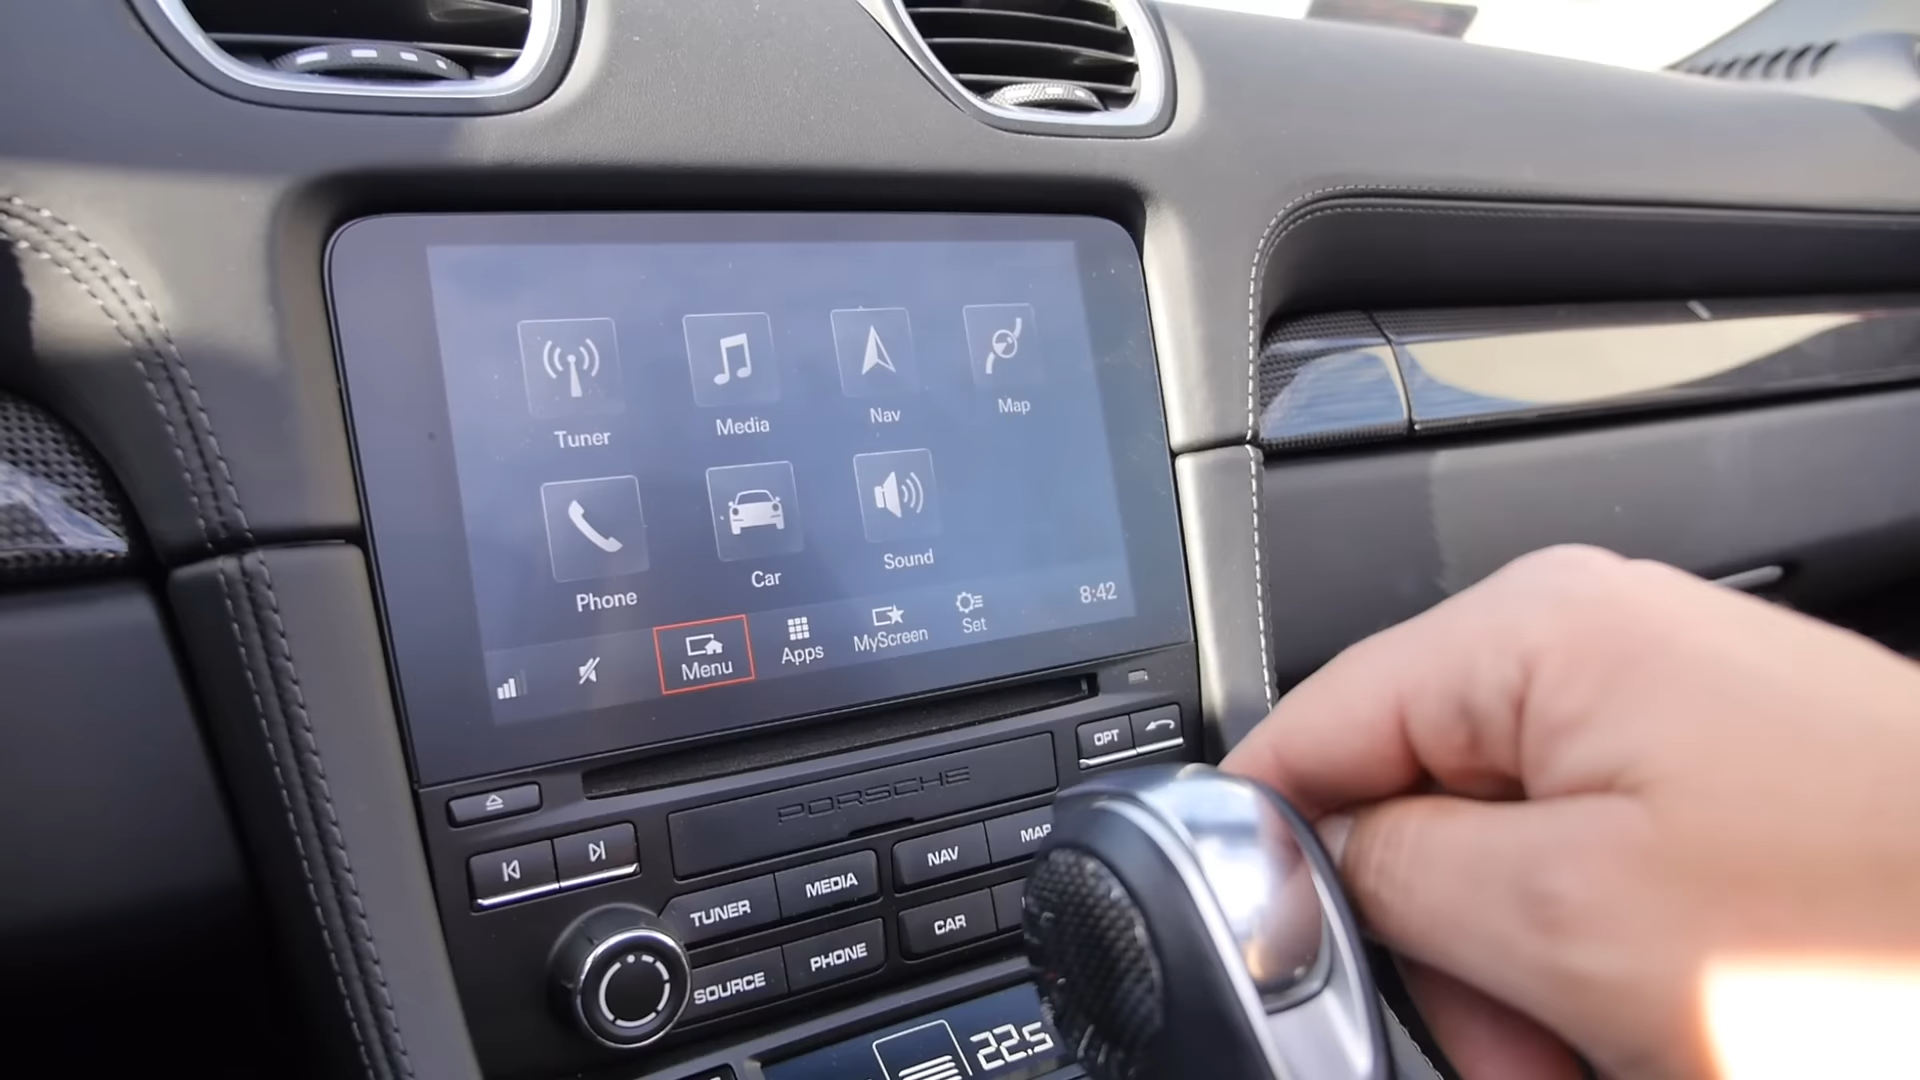 Tuner
Media
Nav
Map
Phone
Car
Sound
Menu
Apps
MyScreen
Set
8:42
OPT
PORSCHE
NAV
MAP
TUNER
MEDIA
CAR
SOURCE
PHONE
22.5